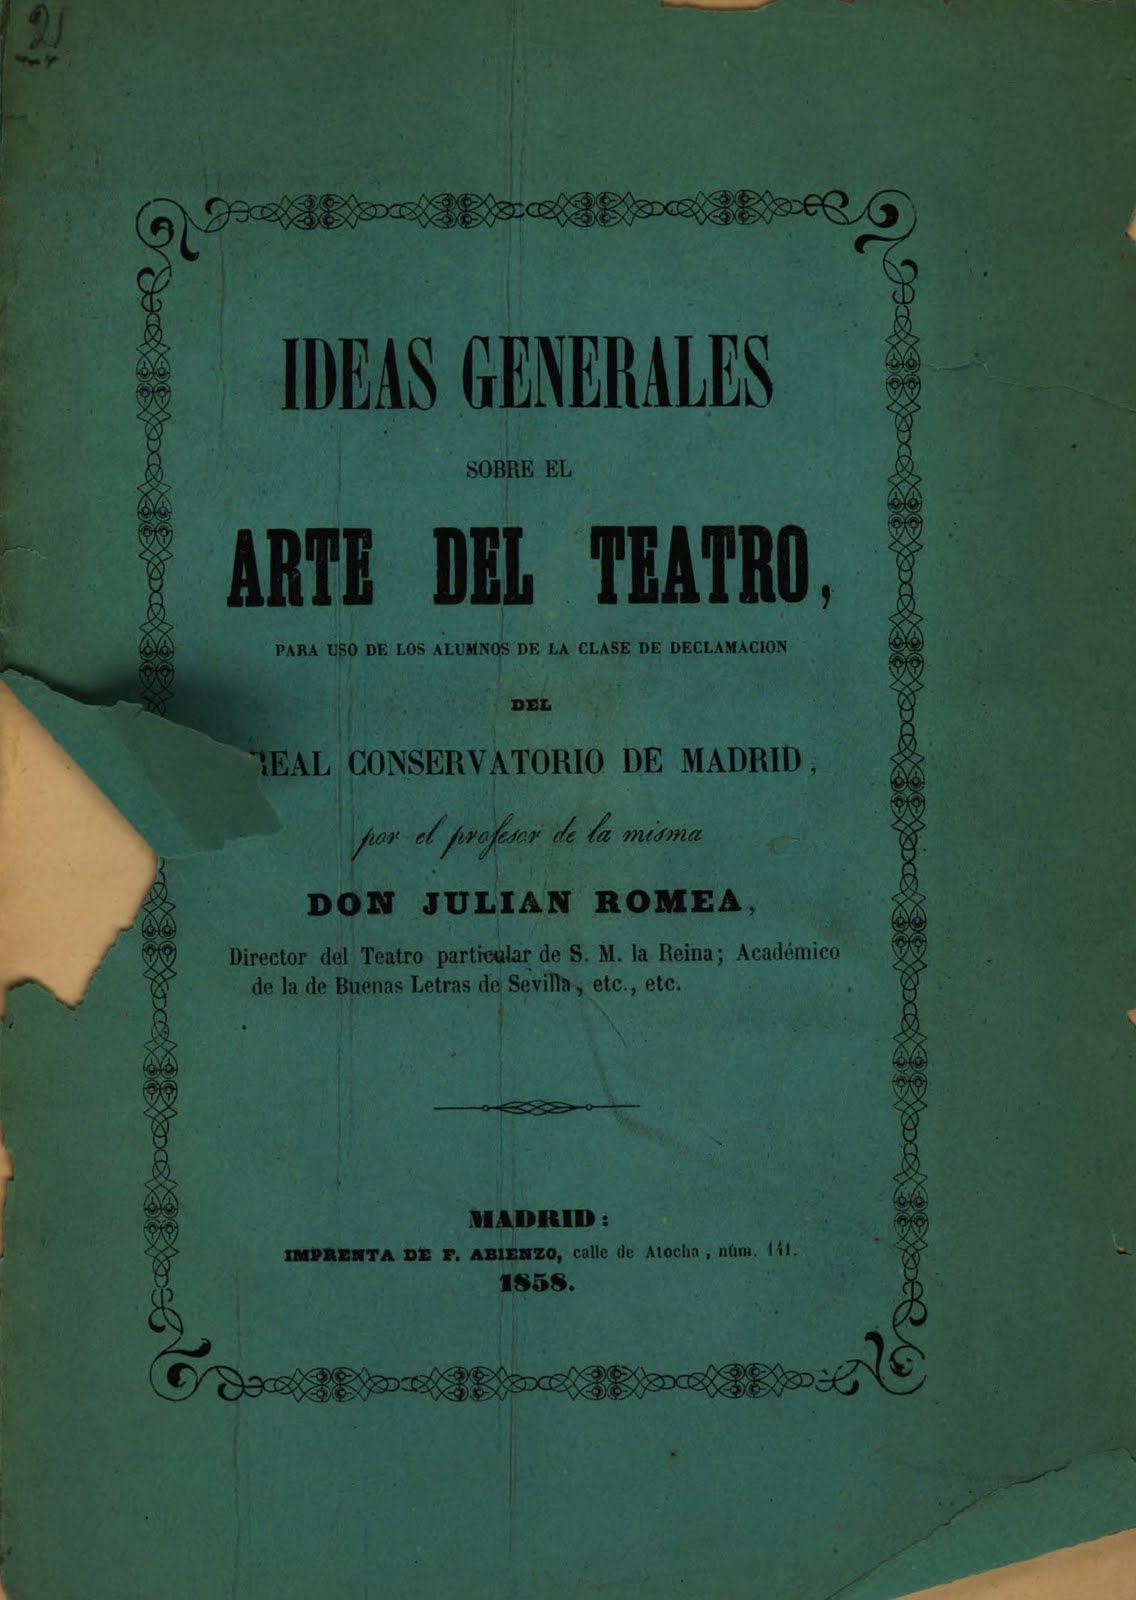 21
IDEAS GENERALES
SOBRE EL
ARTE DEL TEATRO,
PARA USO DE LOS ALUMNOS DE LA CLASE DE DECLAMACION
DEL
REAL CONSERVATORIO DE MADRID,
por el profesor de la misma
DON JULIAN ROMEA,
Director del Teatro particular de S. M. la Reina; Académico
de la de Buenas Letras de Sevilla, etc., etc.
MADRID:
IMPRENTA DE F. ABIENZO, calle de Atocha, núm. 141.
1858.